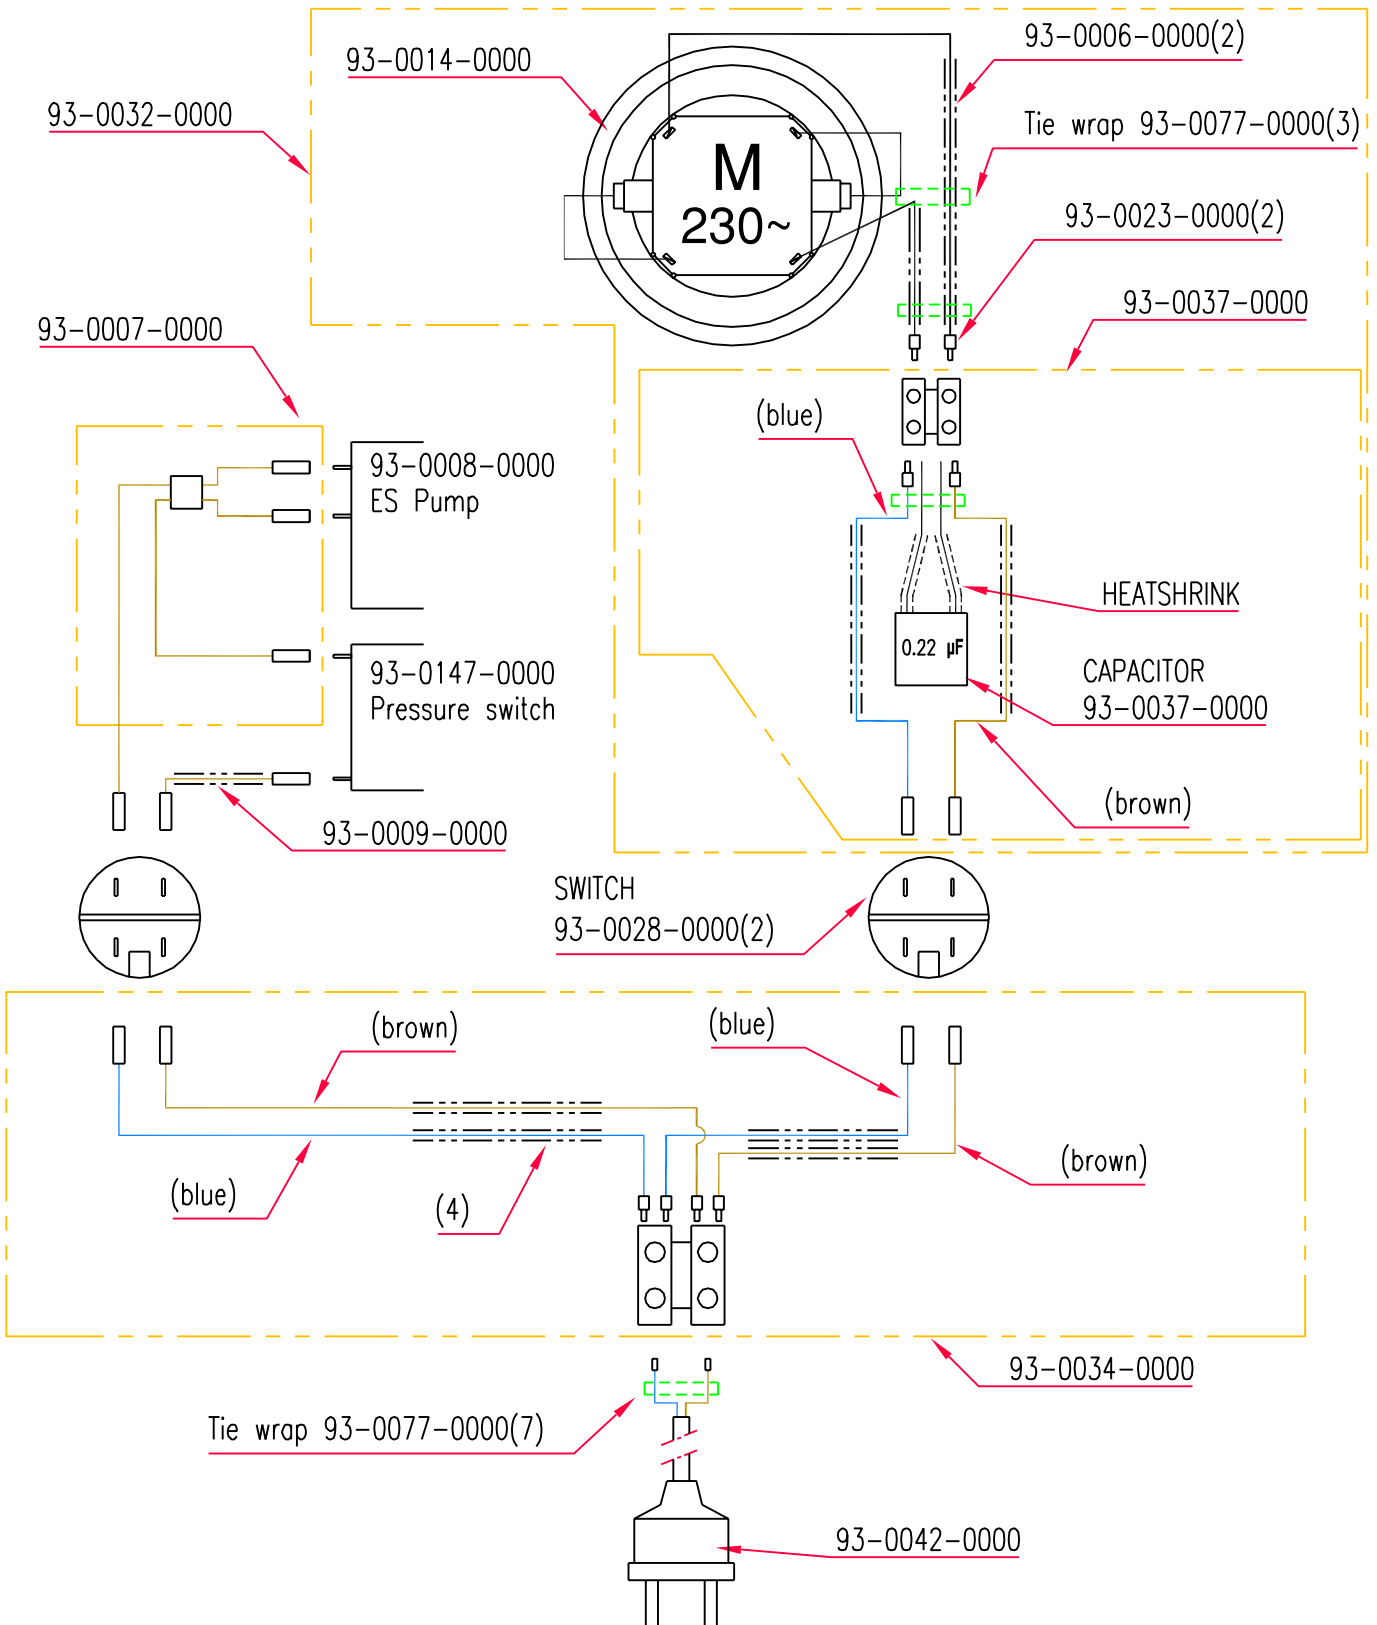 93-0006-0000(2)
93-0014-0000
93-0032-0000
Tie wrap 93-0077-0000(3)
M
230~
93-0023-0000(2)
93-0037-0000
93-0007-0000
(blue)
93-0008-0000
ES Pump
HEATSHRINK
0.22 µF
93-0147-0000
Pressure switch
CAPACITOR
93-0037-0000
(brown)
93-0009-0000
SWITCH
93-0028-0000(2)
(brown)
(blue)
(brown)
(blue)
(4)
93-0034-0000
Tie wrap 93-0077-0000(7)
93-0042-0000